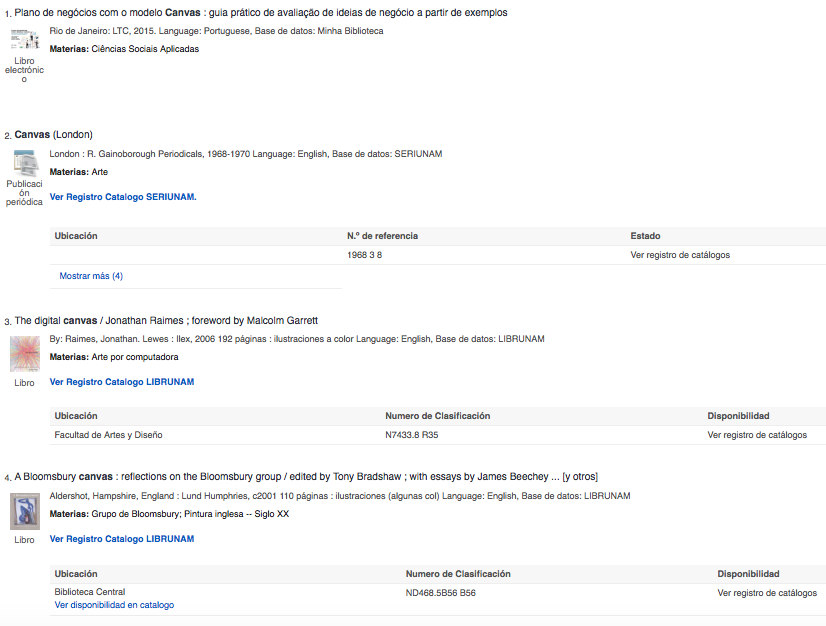 1. Plano de negócios com o modelo Canvas : guia prático de avaliação de ideias de negócio a partir de exemplos
Rio de Janeiro: LTC, 2015. Language: Portuguese, Base de datos: Minha Biblioteca
Materias: Ciências Sociais Aplicadas
Libro
electrónic
o
2. Canvas (London)
London : R. Gainoborough Periodicals, 1968-1970 Language: English, Base de datos: SERIUNAM
Materias: Arte
Publicaci
ón
periódica
Ver Registro Catalogo SERIUNAM.
Ubicación N.º de referencia Estado
1968 3 8 Ver registro de catálogos
Mostrar más (4)
3. The digital canvas / Jonathan Raimes ; foreword by Malcolm Garrett
By: Raimes, Jonathan. Lewes : Ilex, 2006 192 páginas : ilustraciones a color Language: English, Base de datos: LIBRUNAM
Materias: Arte por computadora
Libro
Ver Registro Catalogo LIBRUNAM
Ubicación Numero de Clasificación Disponibilidad
Facultad de Artes y Diseño N7433.8 R35 Ver registro de catálogos
4. A Bloomsbury canvas : reflections on the Bloomsbury group / edited by Tony Bradshaw ; with essays by James Beechey ... [y otros]
Aldershot, Hampshire, England : Lund Humphries, c2001 110 páginas : ilustraciones (algunas col) Language: English, Base de datos: LIBRUNAM
Materias: Grupo de Bloomsbury; Pintura inglesa -- Siglo XX
Libro
Ver Registro Catalogo LIBRUNAM
Ubicación Numero de Clasificación Disponibilidad
Biblioteca Central ND468.5B56 B56 Ver registro de catálogos
Ver disponibilidad en catalogo